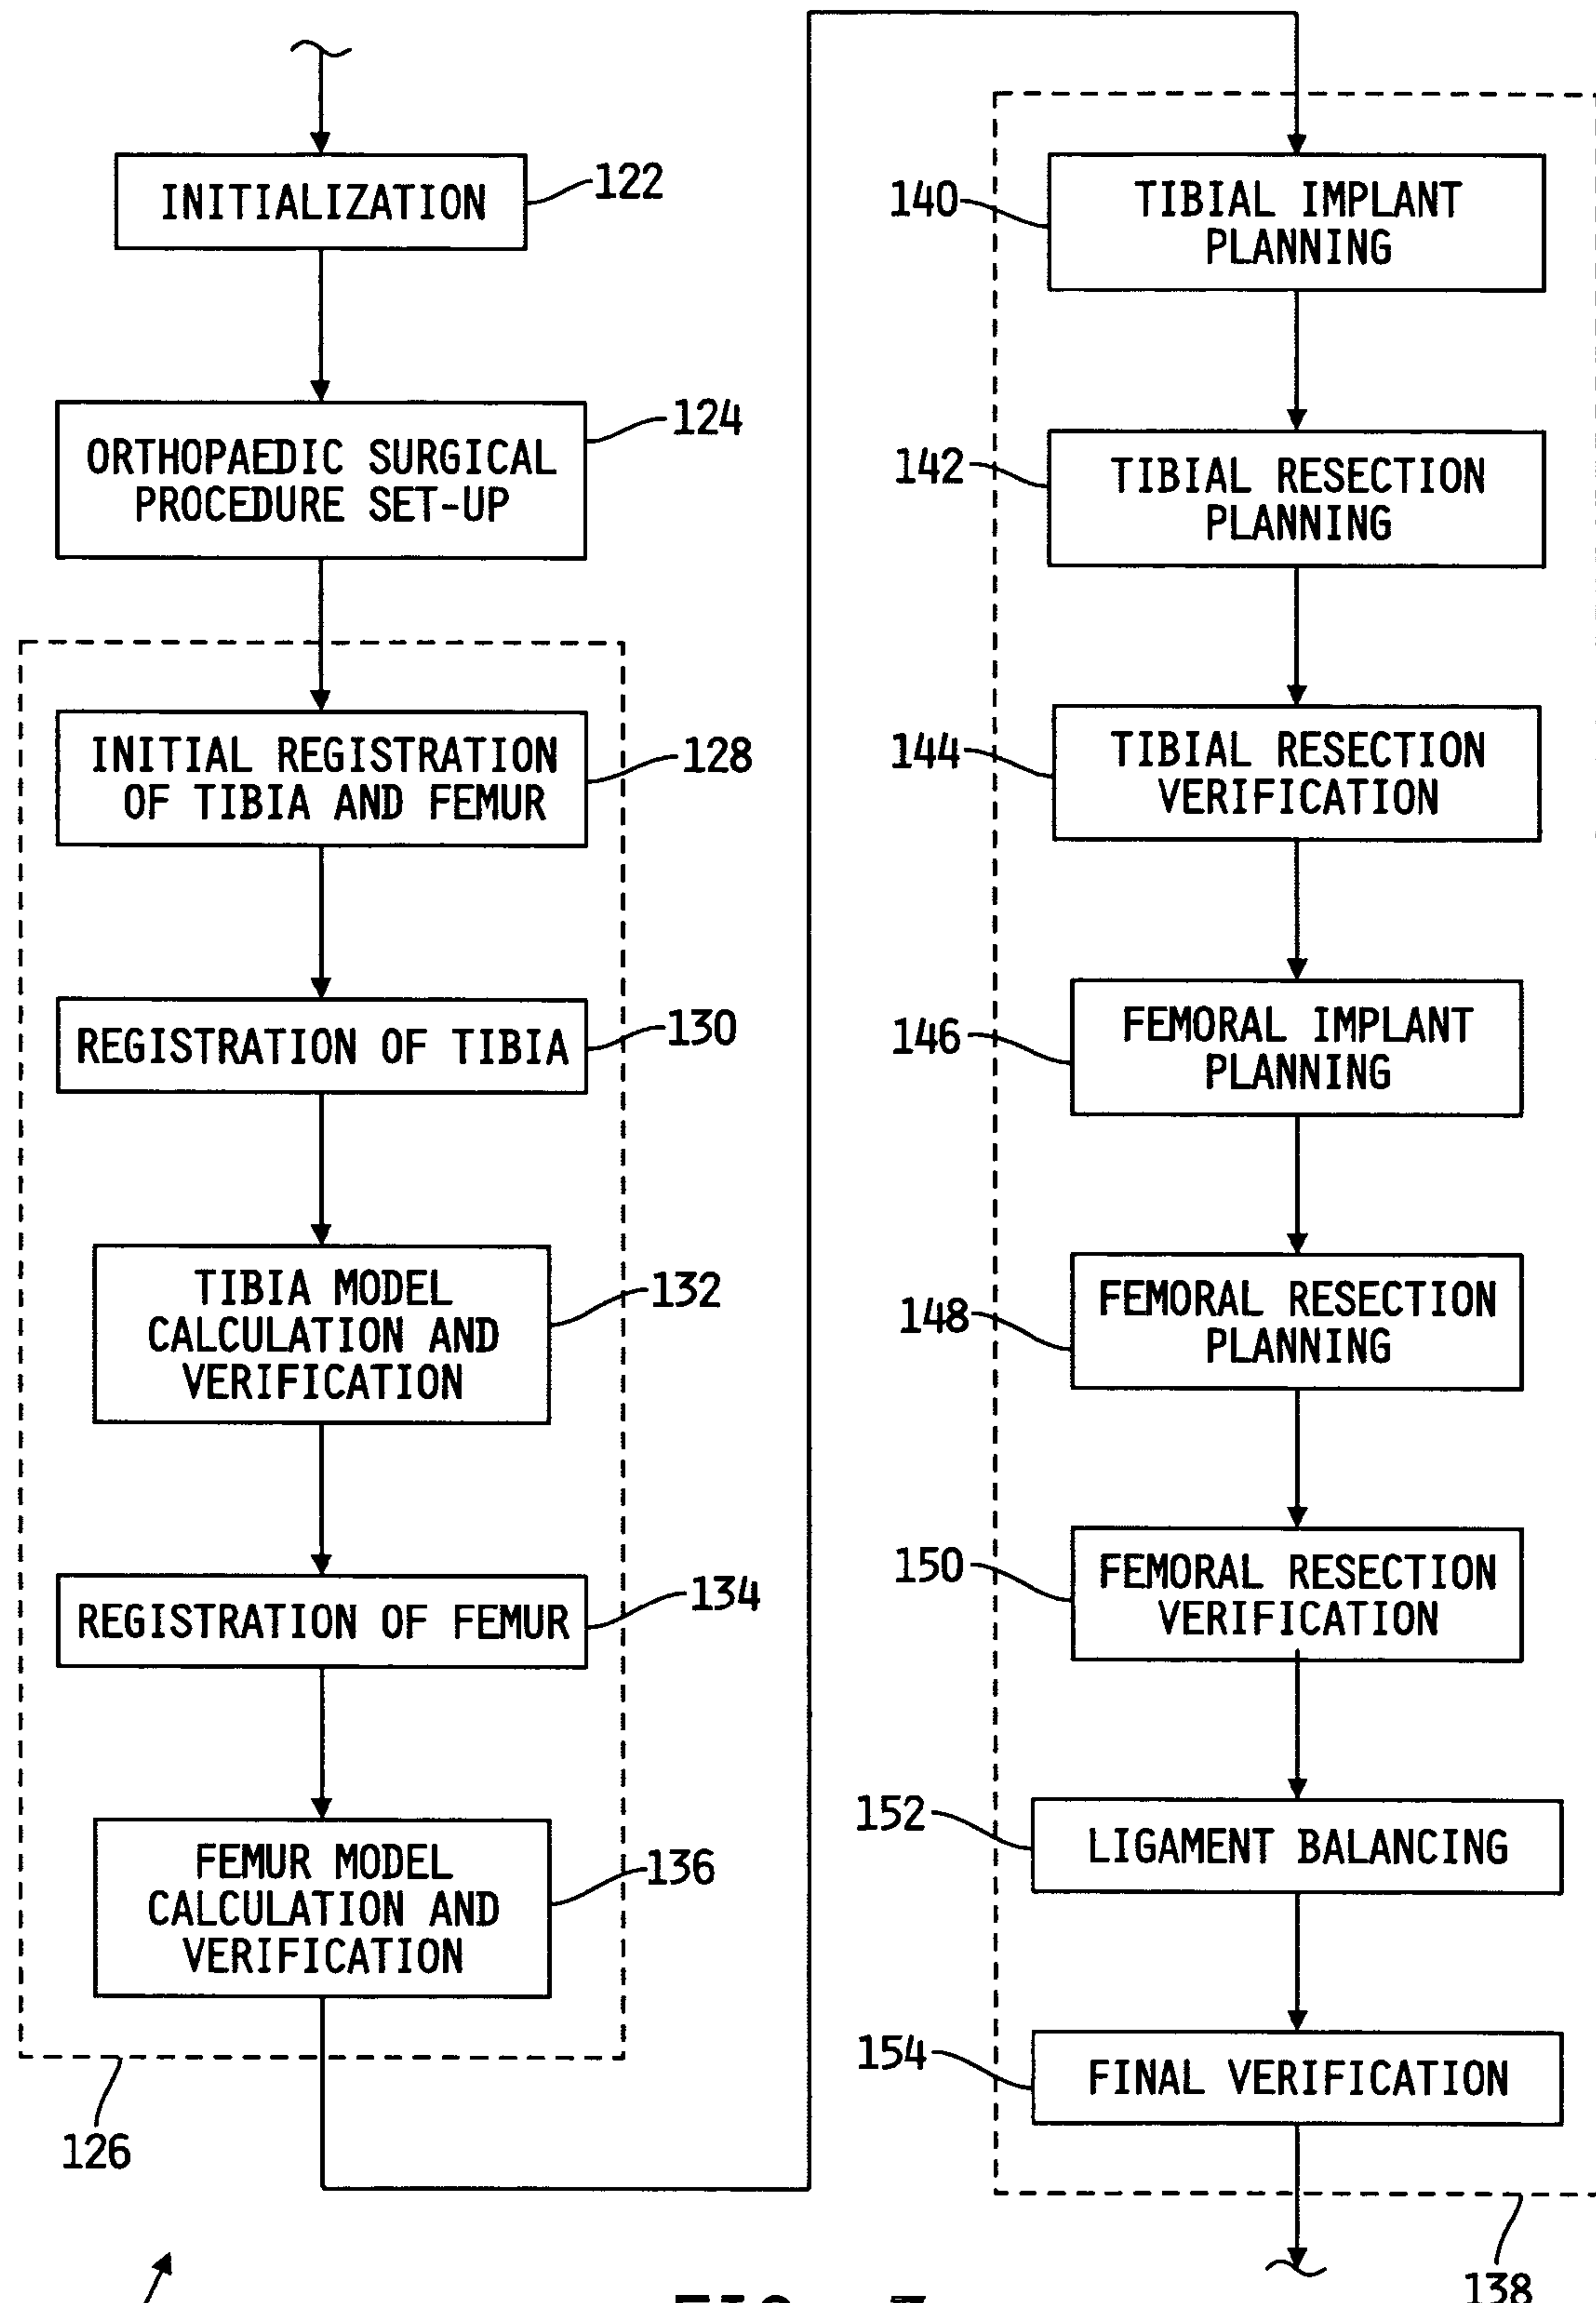 INITIALIZATION
122
ORTHOPAEDIC SURGICAL
PROCEDURE SET-UP
124
INITIAL REGISTRATION
OF TIBIA AND FEMUR
128
REGISTRATION OF TIBIA
130
TIBIA MODEL
CALCULATION AND
VERIFICATION
132
REGISTRATION OF FEMUR
134
FEMUR MODEL
CALCULATION AND
VERIFICATION
136
126
140
TIBIAL IMPLANT
PLANNING
142
TIBIAL RESECTION
PLANNING
144
TIBIAL RESECTION
VERIFICATION
146
FEMORAL IMPLANT
PLANNING
148
FEMORAL RESECTION
PLANNING
150
FEMORAL RESECTION
VERIFICATION
152
LIGAMENT BALANCING
154
FINAL VERIFICATION
138